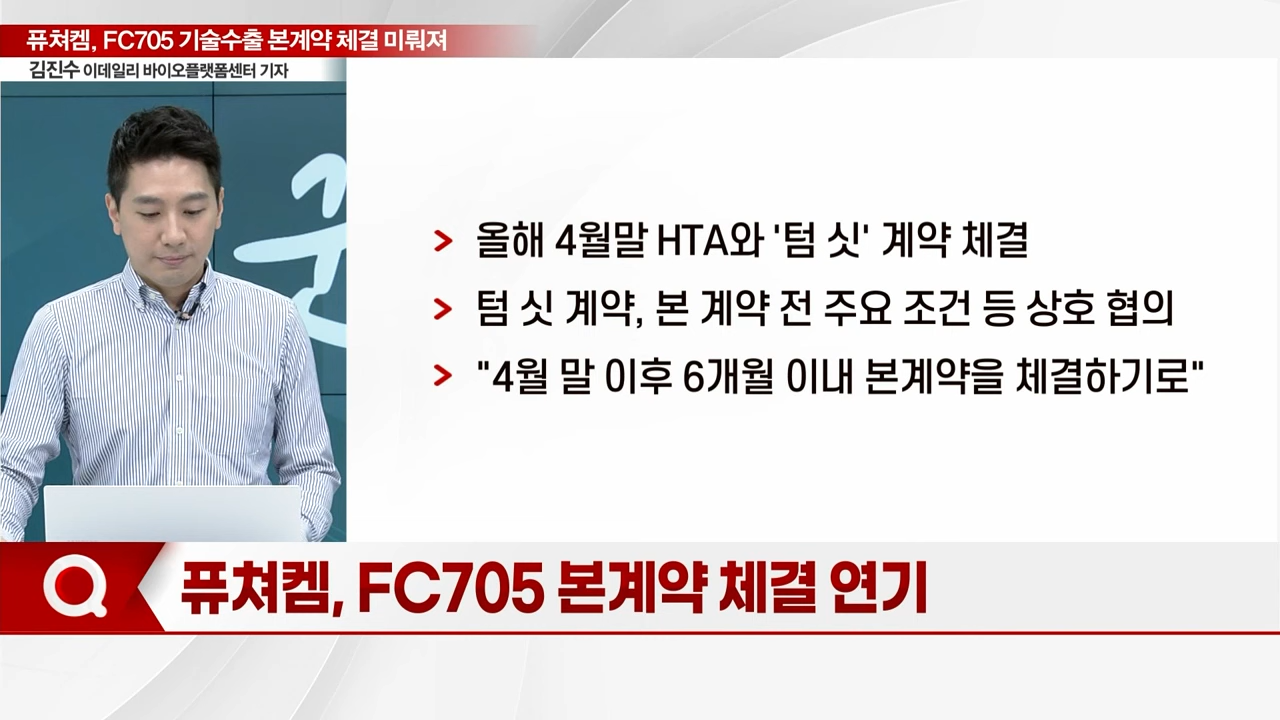 퓨쳐켐, FC705 기술수출 본계약 체결 미뤄져
김진수 이데일리 바이오플랫폼센터 기자
> 올해 4월말 HTA와 '텀 싯' 계약 체결
> 텀 싯 계약, 본 계약 전 주요 조건 등 상호 협의
> "4월 말 이후 6개월 이내 본계약을 체결하기로"
Q 퓨쳐켐, FC705 본계약 체결 연기